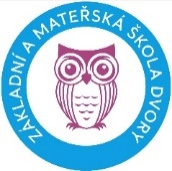 ZÁKLADNÍ A MATEŘSKÁ ŠKOLA DVORY